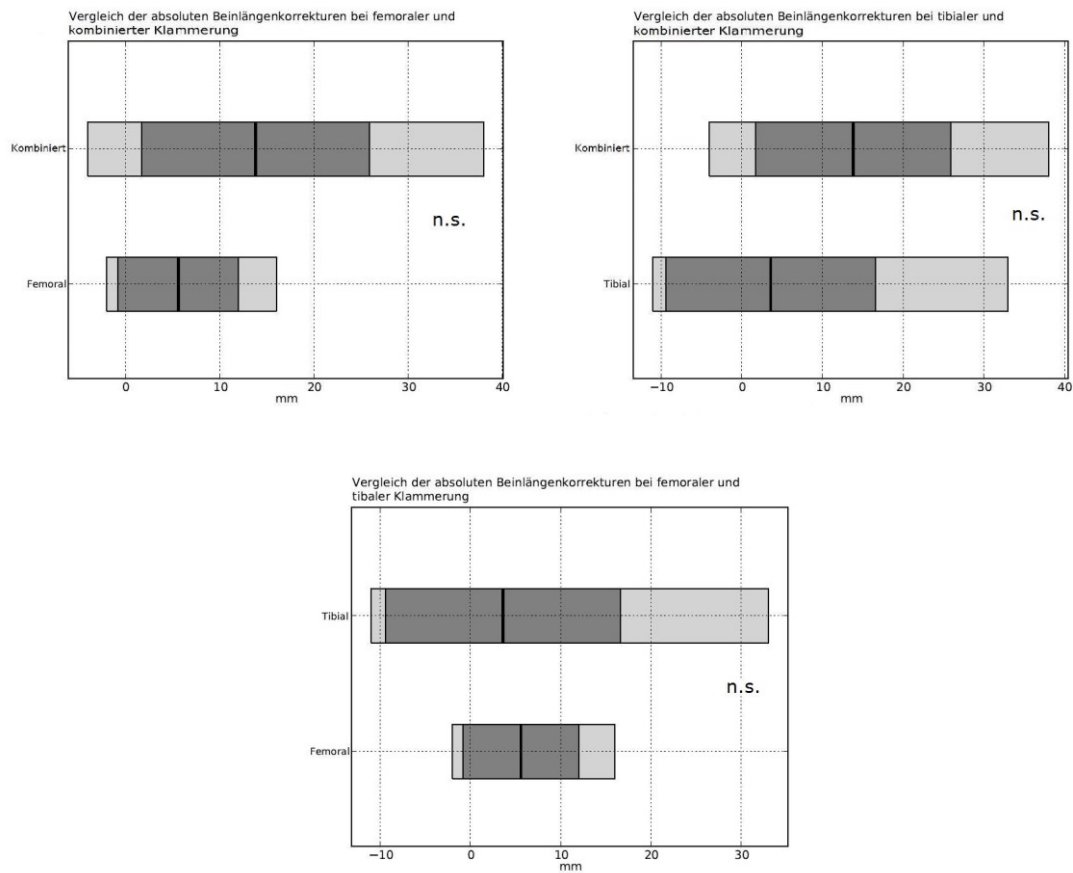 Vergleich der absoluten Beinlängenkorrekturen bei femoraler und
kombinierter Klammerung
Kombiniert
n.s.
Femoral
0 10 20 30 40
mm
Vergleich der absoluten Beinlängenkorrekturen bei tibialer und
kombinierter Klammerung
Kombiniert
n.s.
Tibial
−10 0 10 20 30 40
mm
Vergleich der absoluten Beinlängenkorrekturen bei femoraler und
tibaler Klammerung
Tibial
n.s.
Femoral
−10 0 10 20 30
mm